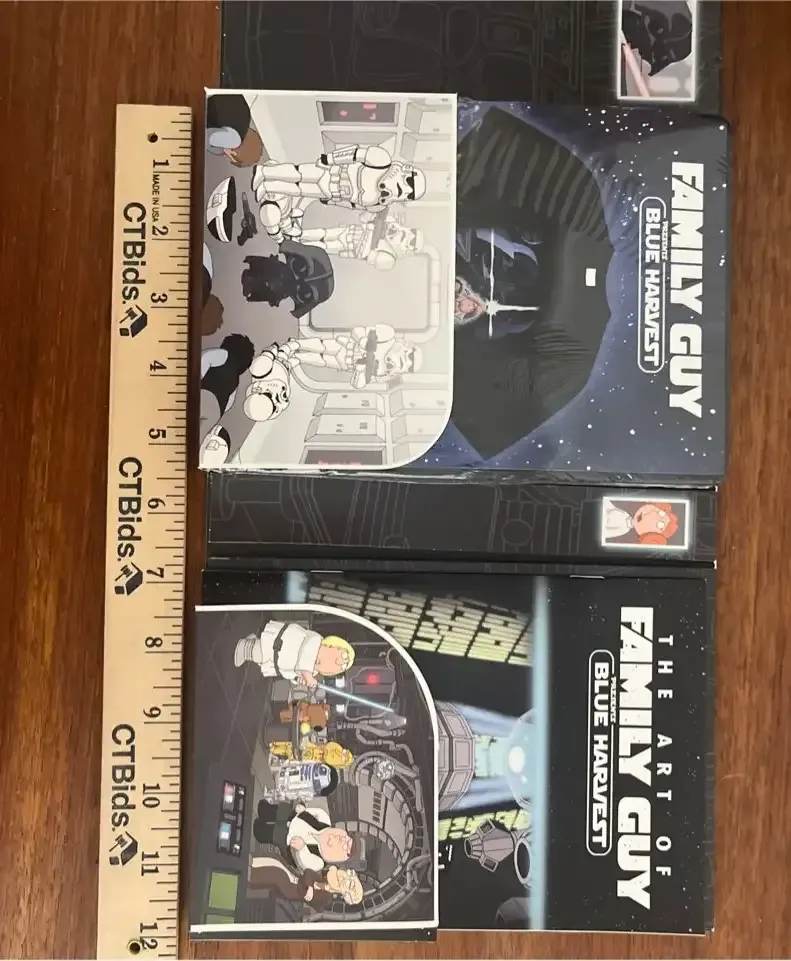 FAMILY GUY
PRESENTS
BLUE HARVEST
THE ART OF
FAMILY GUY
PRESENTS
BLUE HARVEST
1 2 3 4 5 6 7 8 9 10 11 12
MADE IN USA
CTBids
CTBids
CTBids